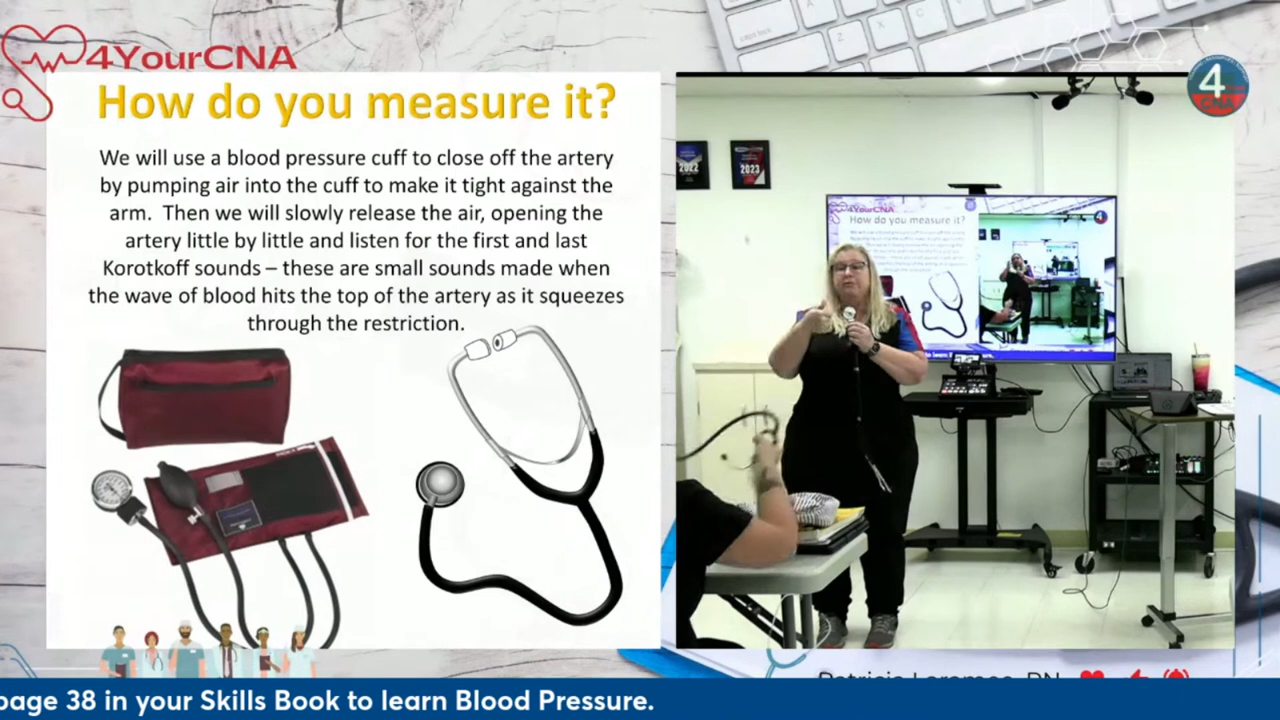 4YourCNA
How do you measure it?
We will use a blood pressure cuff to close off the artery
by pumping air into the cuff to make it tight against the
arm. Then we will slowly release the air, opening the
artery little by little and listen for the first and last
Korotkoff sounds – these are small sounds made when
the wave of blood hits the top of the artery as it squeezes
through the restriction.
caps lock
A
Z
X
C
4
CNA
2022
2023
4YourCNA
How do you measure it?
page 38 in your Skills Book to learn Blood Pressure.